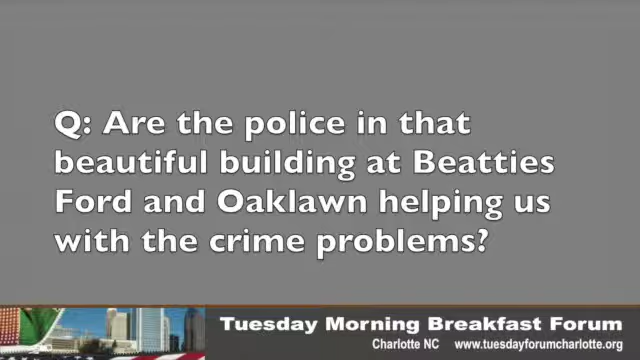 Q: Are the police in that
beautiful building at Beatties
Ford and Oaklawn helping us
with the crime problems?
Tuesday Morning Breakfast Forum
Charlotte NC www.tuesdayforumcharlotte.org